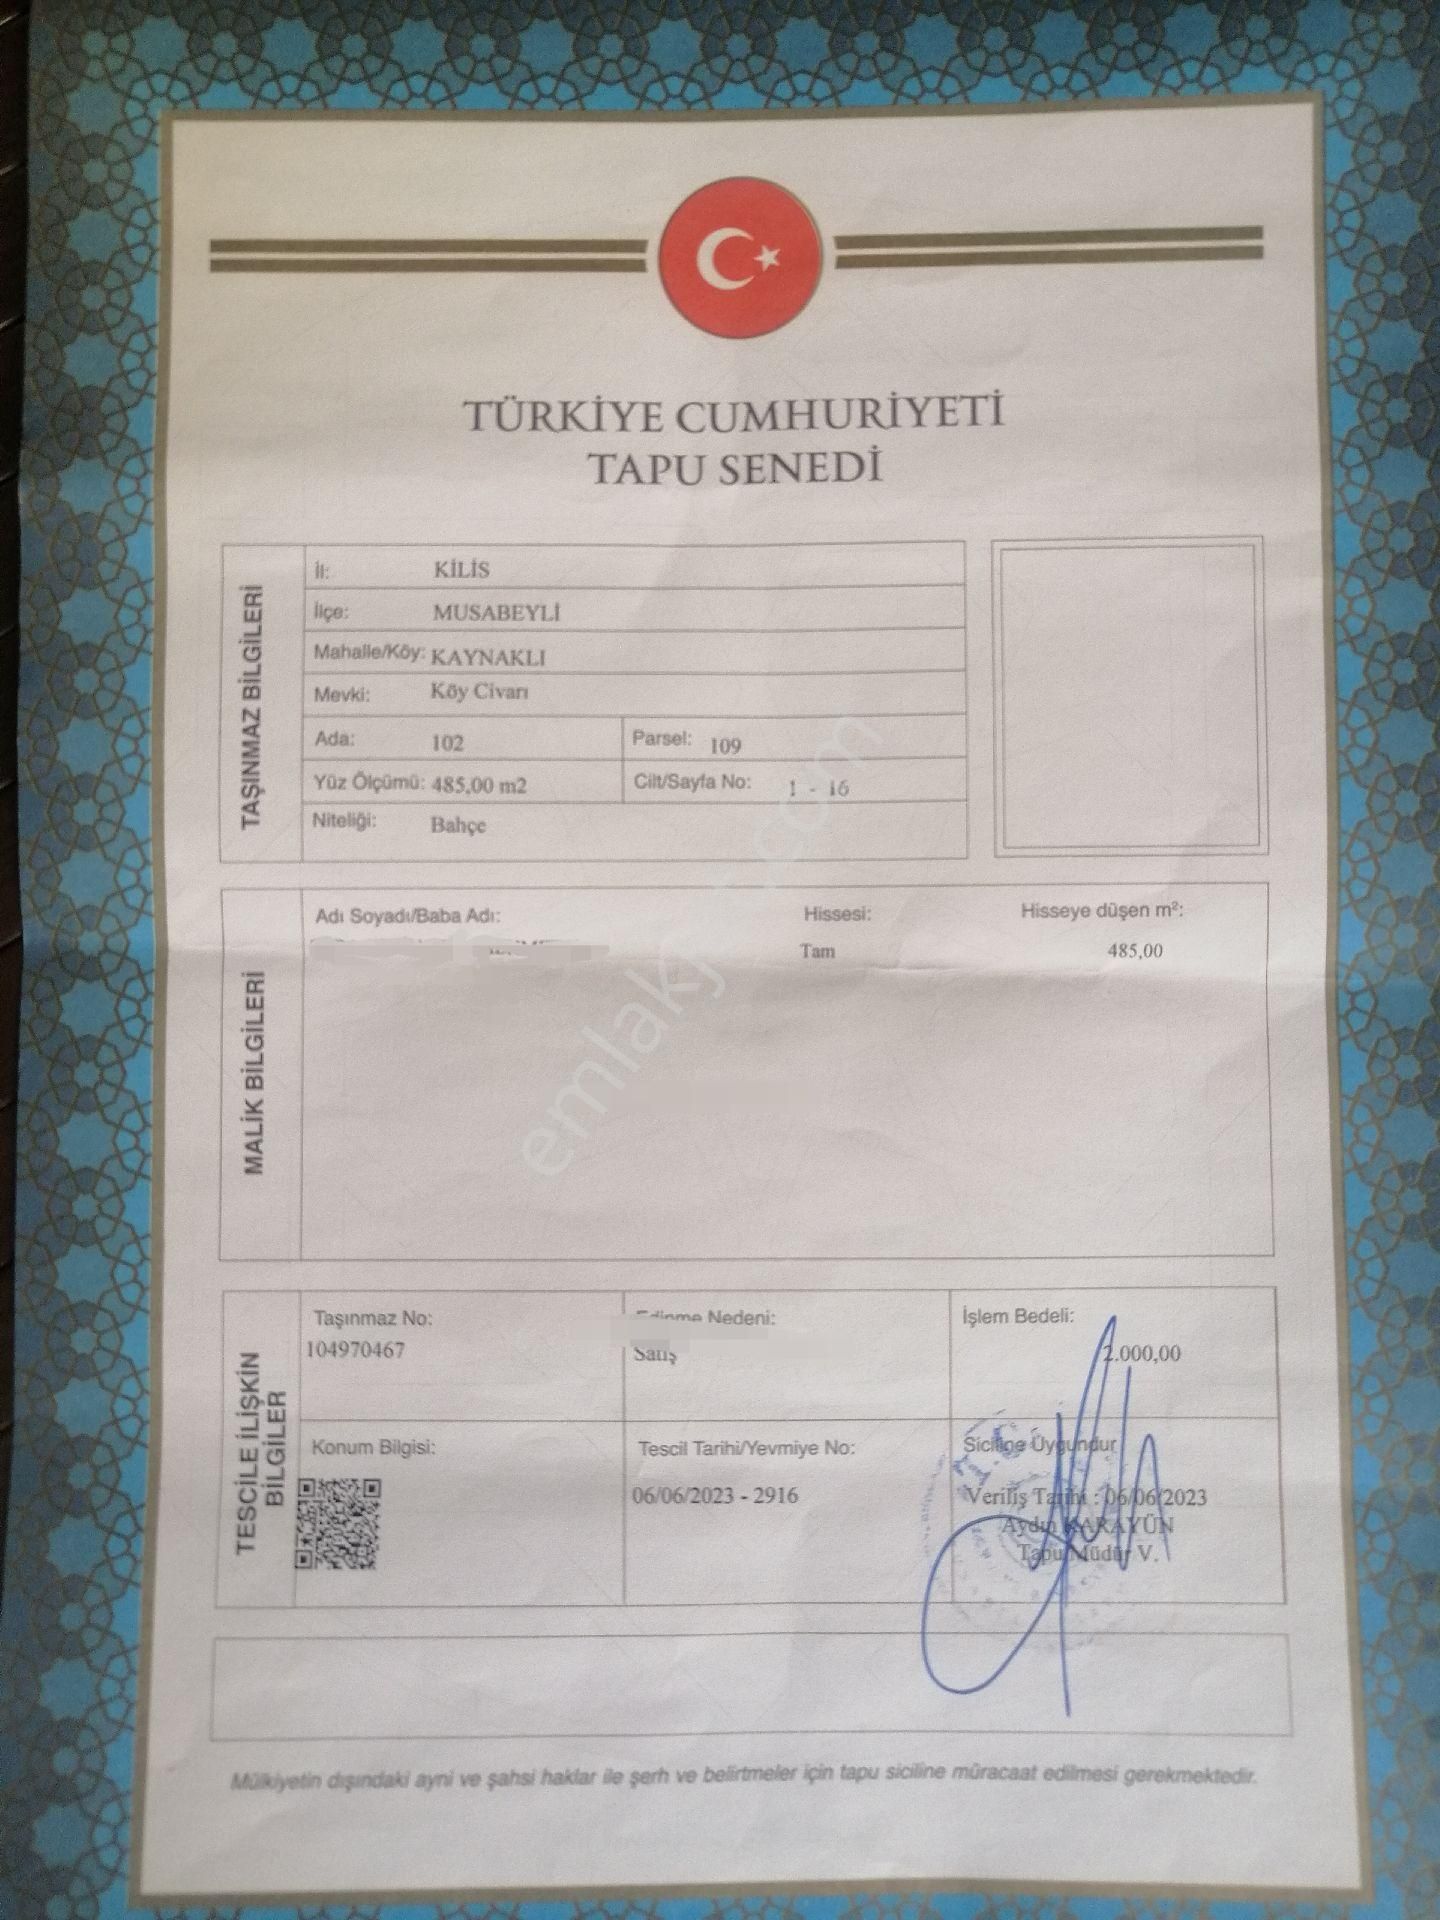 TÜRKİYE CUMHURİYETİ
TAPU SENEDİ
TAŞINMAZ BİLGİLERİ
İl: KİLİS
İlçe: MUSABEYLİ
Mahalle/Köy: KAYNAKLI
Mevki: Köy Civarı
Ada: 102 Parsel: 109
Yüz Ölçümü: 485,00 m2 Cilt/Sayfa No: 1 - 16
Niteliği: Bahçe
MALİK BİLGİLERİ
Adı Soyadı/Baba Adı: Hissesi: Hisseye düşen m²:
Tam 485,00
emlakjet.com
TESCİLE İLİŞKİN
BİLGİLER
Taşınmaz No: Edinme Nedeni: İşlem Bedeli:
104970467 Satış 2.000,00
Konum Bilgisi: Tescil Tarihi/Yevmiye No: Siciline Uygundur
06/06/2023 - 2916 Veriliş Tarihi : 06/06/2023
Aydın KARAYÜN
Tapu Müdür V.
Mülkiyetin dışındaki ayni ve şahsi haklar ile şerh ve belirtmeler için tapu siciline müracaat edilmesi gerekmektedir.